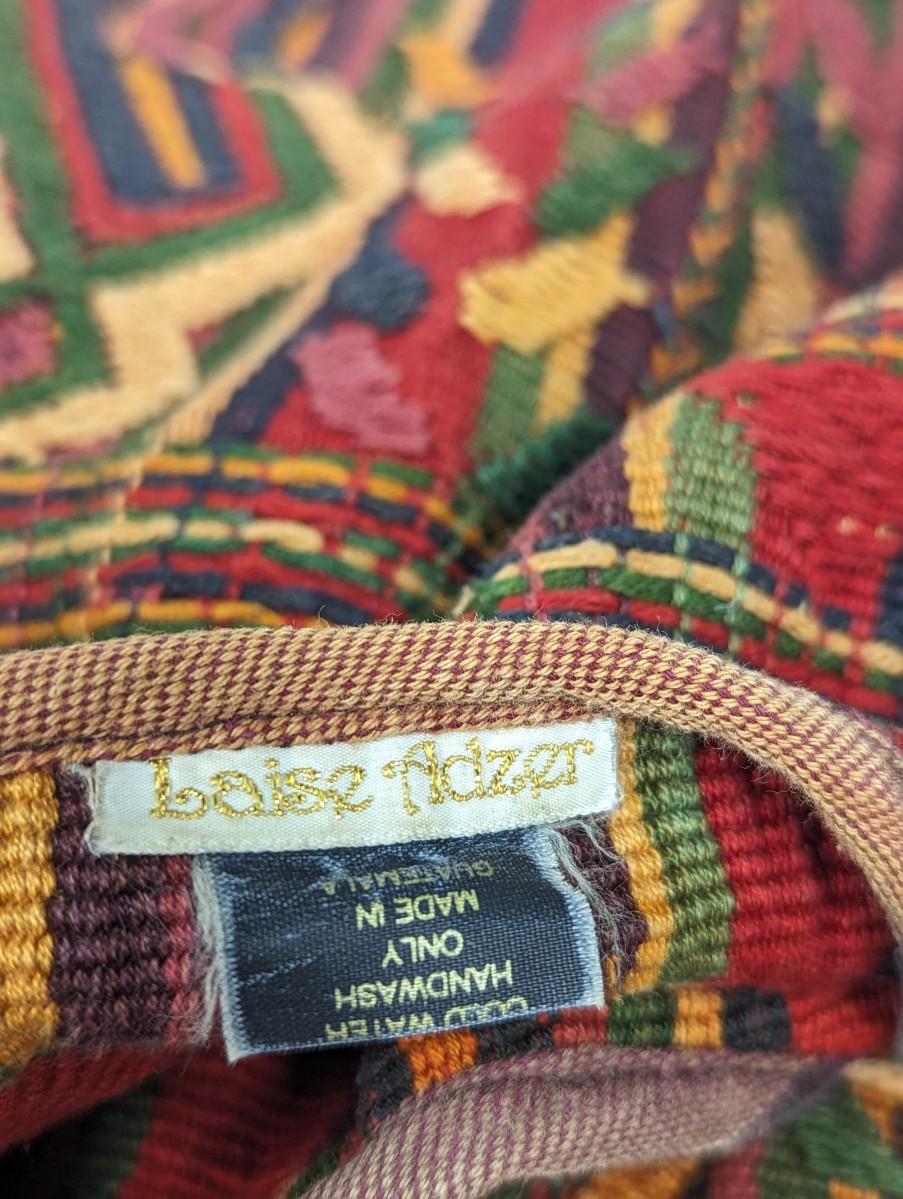 Laise Adzer
COLD WATER
HANDWASH
ONLY
MADE IN
GUATEMALA